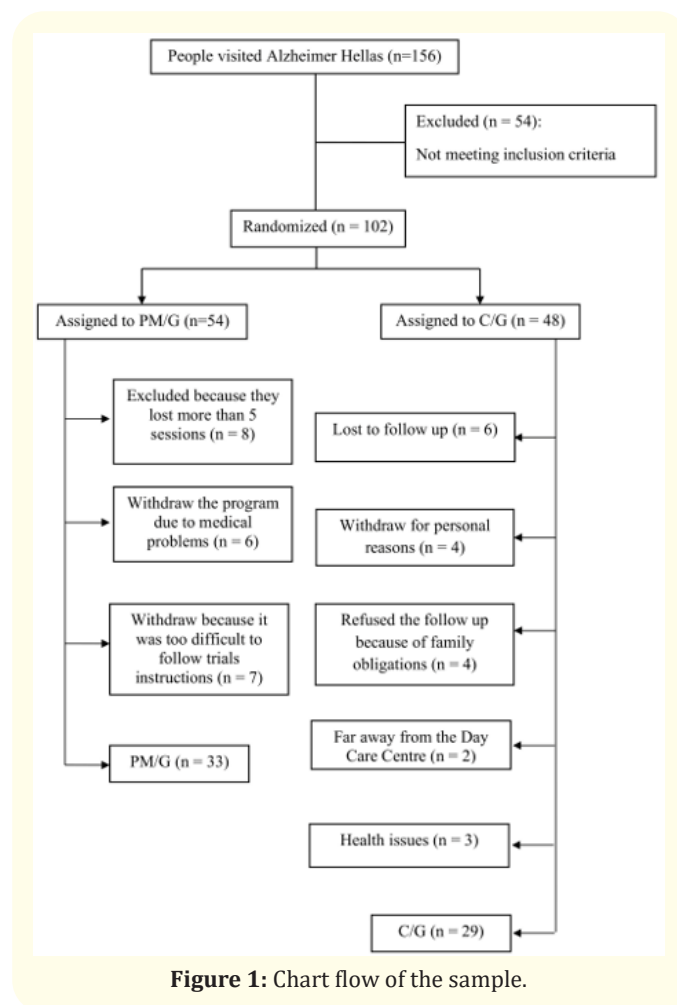 People visited Alzheimer Hellas (n=156)
Excluded (n = 54):
Not meeting inclusion criteria
Randomized (n = 102)
Assigned to PM/G (n=54)
Assigned to C/G (n = 48)
Excluded because they
lost more than 5
sessions (n = 8)
Withdraw the program
due to medical
problems (n = 6)
Withdraw because it
was too difficult to
follow trials
instructions (n = 7)
PM/G (n = 33)
Lost to follow up (n = 6)
Withdraw for personal
reasons (n = 4)
Refused the follow up
because of family
obligations (n = 4)
Far away from the Day
Care Centre (n = 2)
Health issues (n = 3)
C/G (n = 29)
Figure 1: Chart flow of the sample.